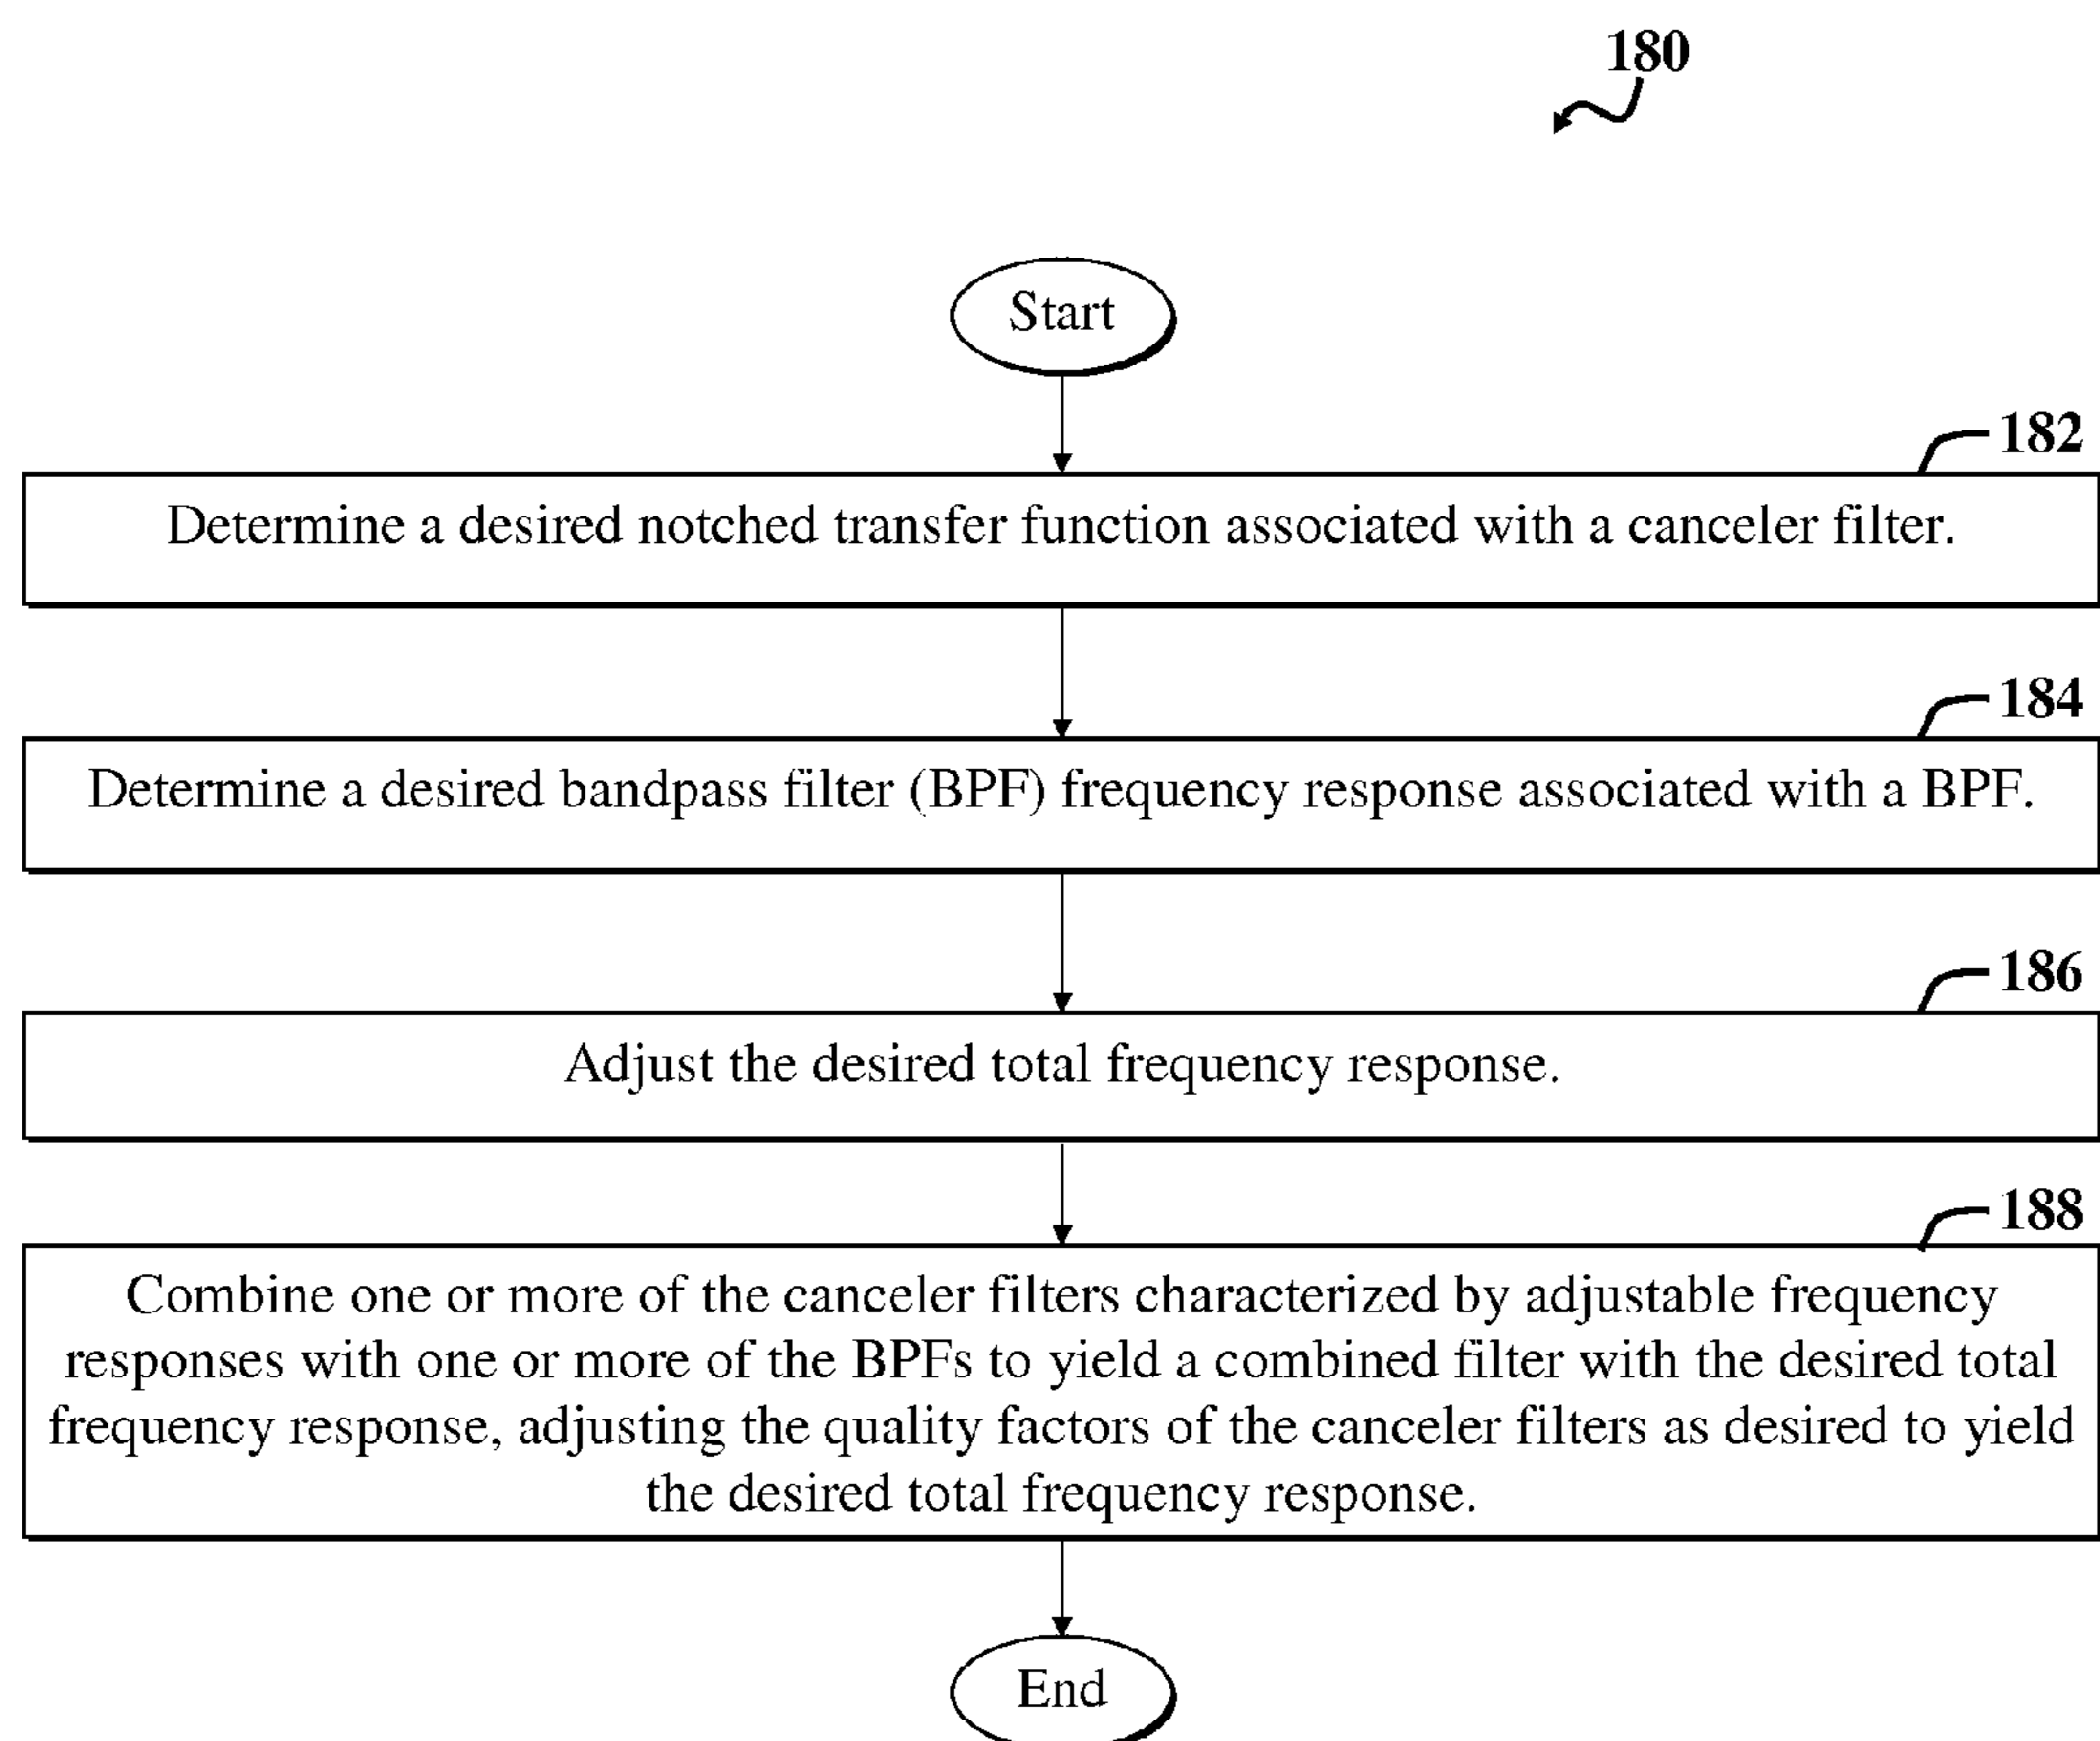 180
Start
182
Determine a desired notched transfer function associated with a canceler filter.
184
Determine a desired bandpass filter (BPF) frequency response associated with a BPF.
186
Adjust the desired total frequency response.
188
Combine one or more of the canceler filters characterized by adjustable frequency
responses with one or more of the BPFs to yield a combined filter with the desired total
frequency response, adjusting the quality factors of the canceler filters as desired to yield
the desired total frequency response.
End